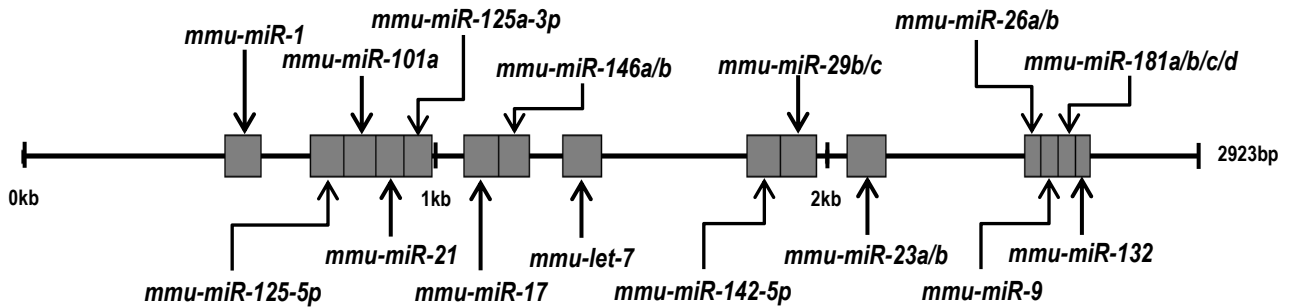 mmu-miR-125a-3p
mmu-miR-26a/b
mmu-miR-1
mmu-miR-101a
mmu-miR-146a/b
mmu-miR-29b/c
mmu-miR-181a/b/c/d
0kb
1kb
2kb
2923bp
mmu-miR-21
mmu-let-7
mmu-miR-23a/b
mmu-miR-132
mmu-miR-125-5p
mmu-miR-17
mmu-miR-142-5p
mmu-miR-9